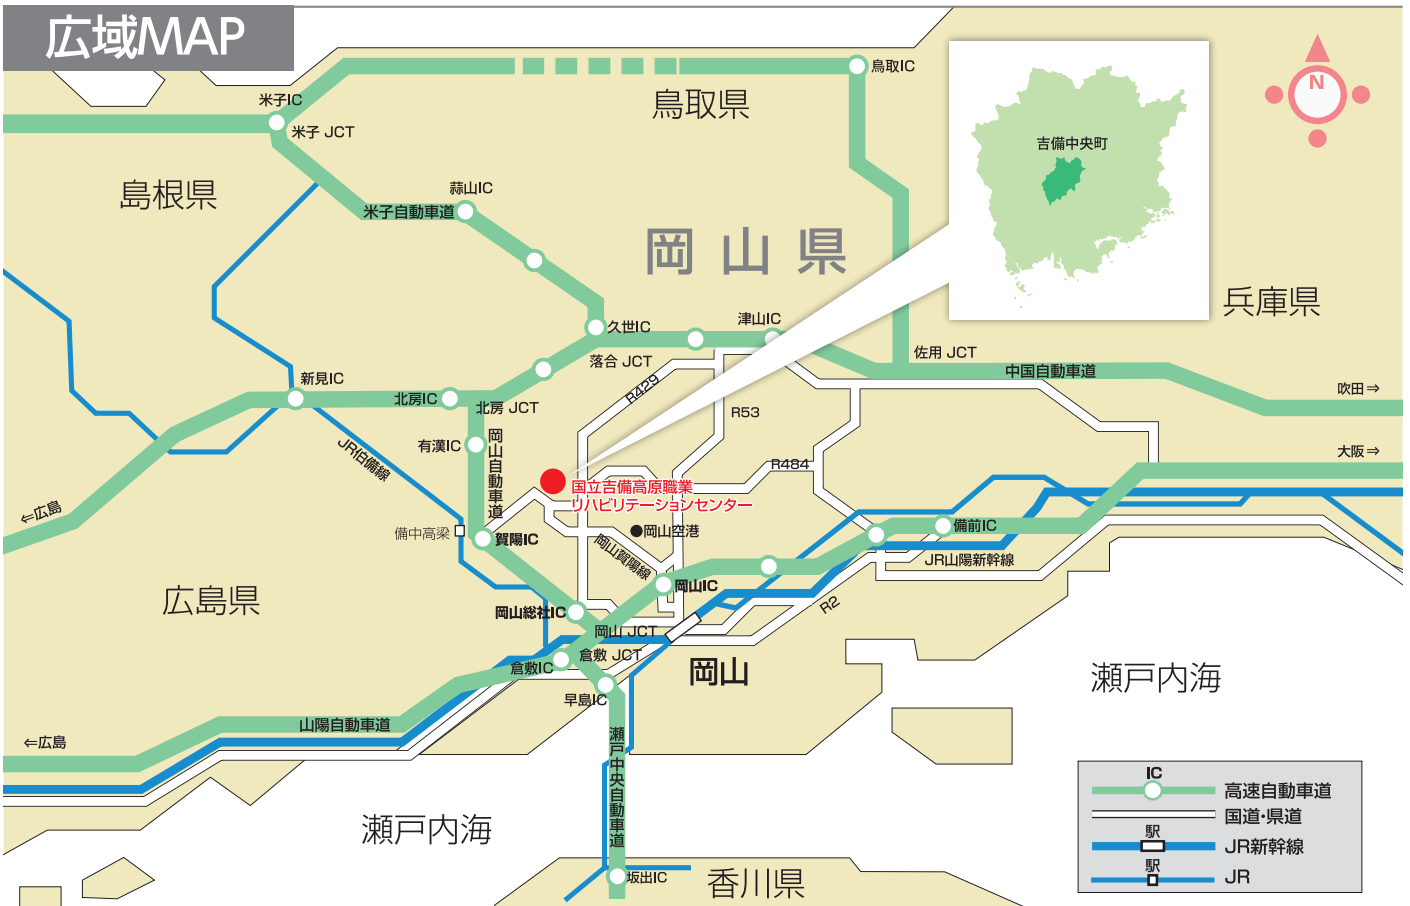 広域MAP
鳥取IC
米子IC
米子 JCT
鳥取県
N
吉備中央町
島根県
蒜山IC
米子自動車道
岡山県
兵庫県
久世IC
津山IC
落合 JCT
佐用 JCT
中国自動車道
吹田⇒
新見IC
北房IC
北房 JCT
R429
R53
有漢IC
岡山自動車道
JR伯備線
R484
大阪⇒
国立吉備高原職業
リハビリテーションセンター
⇐広島
備中高梁
賀陽IC
岡山空港
岡山賀陽線
備前IC
JR山陽新幹線
岡山IC
広島県
岡山総社IC
R2
岡山 JCT
倉敷 JCT
倉敷IC
岡山
早島IC
瀬戸内海
山陽自動車道
⇐広島
瀬戸中央自動車道
瀬戸内海
坂出IC
香川県
IC
高速自動車道
国道・県道
駅
JR新幹線
駅
JR